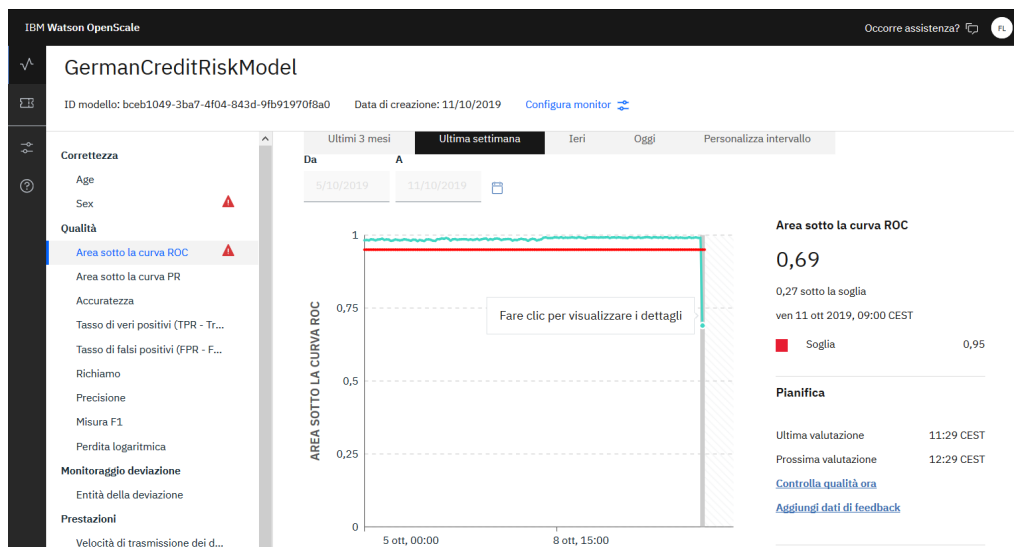 IBM Watson OpenScale
Occorre assistenza?
FL
GermanCreditRiskModel
ID modello: bceb1049-3ba7-4f04-843d-9fb91970f8a0 Data di creazione: 11/10/2019 Configura monitor
Correttezza
Age
Sex
Qualità
Area sotto la curva ROC
Area sotto la curva PR
Accuratezza
Tasso di veri positivi (TPR - Tr...
Tasso di falsi positivi (FPR - F...
Richiamo
Precisione
Misura F1
Perdita logaritmica
Monitoraggio deviazione
Entità della deviazione
Prestazioni
Velocità di trasmissione dei d...
Ultimi 3 mesi Ultima settimana Ieri Oggi Personalizza intervallo
Da A
5/10/2019 11/10/2019
AREA SOTTO LA CURVA ROC
1
0,75
0,5
0,25
0
5 ott, 00:00 8 ott, 15:00
Fare clic per visualizzare i dettagli
Area sotto la curva ROC
0,69
0,27 sotto la soglia
ven 11 ott 2019, 09:00 CEST
Soglia 0,95
Pianifica
Ultima valutazione 11:29 CEST
Prossima valutazione 12:29 CEST
Controlla qualità ora
Aggiungi dati di feedback